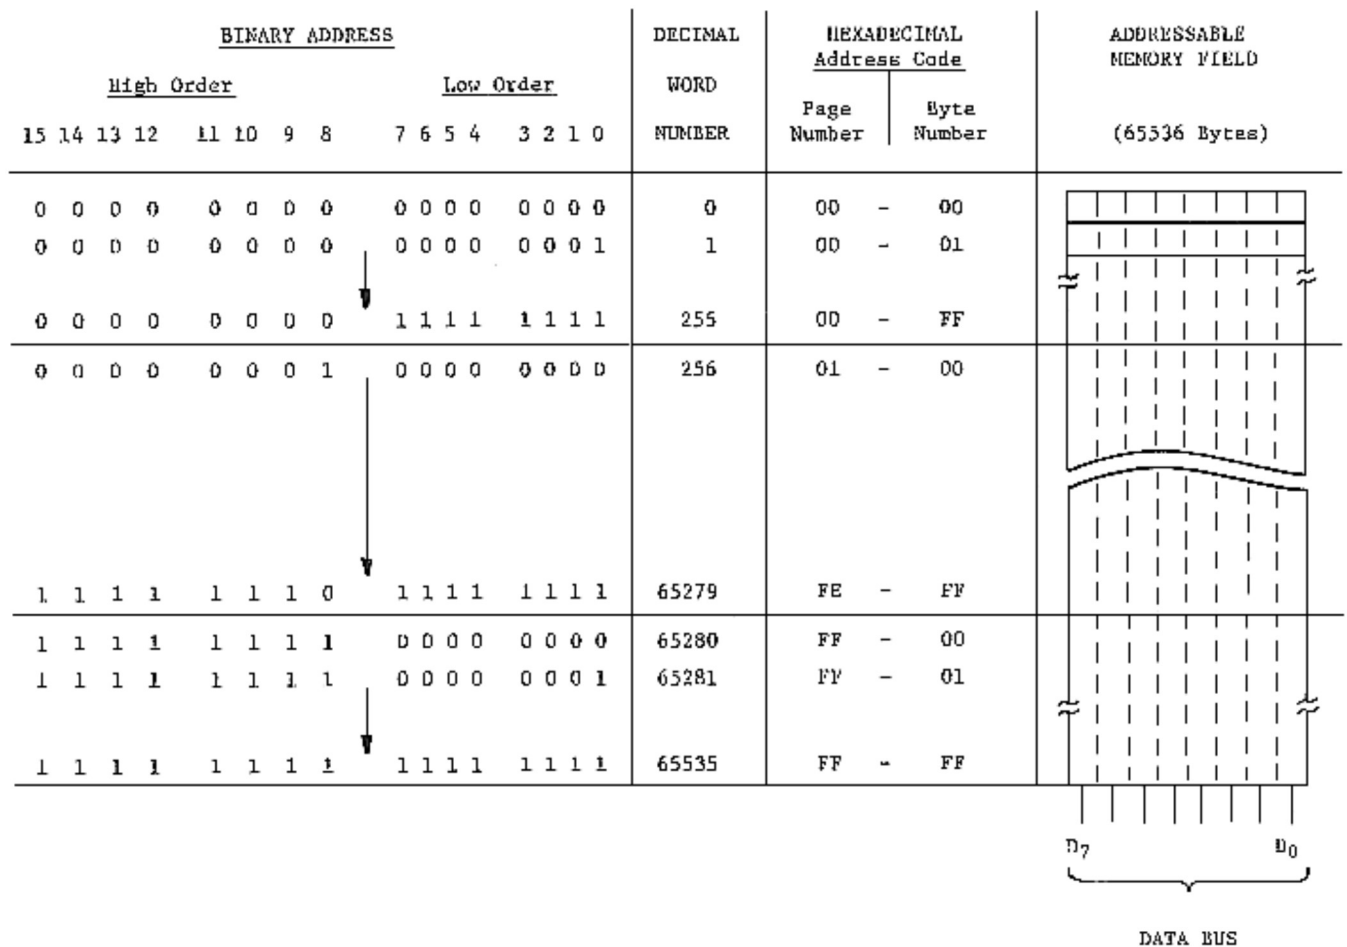 BINARY ADDRESS DECIMAL HEXADECIMAL ADDRESSABLE
Address Code MEMORY FIELD
High Order Low Order WORD
Page Byte
15 14 13 12 11 10 9 8 7 6 5 4 3 2 1 0 NUMBER Number Number (65536 Bytes)
0 0 0 0 0 0 0 0 0 0 0 0 0 0 0 0 0 00 - 00
0 0 0 0 0 0 0 0 0 0 0 0 0 0 0 1 1 00 - 01
0 0 0 0 0 0 0 0 1 1 1 1 1 1 1 1 255 00 - FF
0 0 0 0 0 0 0 1 0 0 0 0 0 0 0 0 256 01 - 00
1 1 1 1 1 1 1 0 1 1 1 1 1 1 1 1 65279 FE - FF
1 1 1 1 1 1 1 1 0 0 0 0 0 0 0 0 65280 FF - 00
1 1 1 1 1 1 1 1 0 0 0 0 0 0 0 1 65281 FF - 01
1 1 1 1 1 1 1 1 1 1 1 1 1 1 1 1 65535 FF - FF
D7 D0
DATA BUS